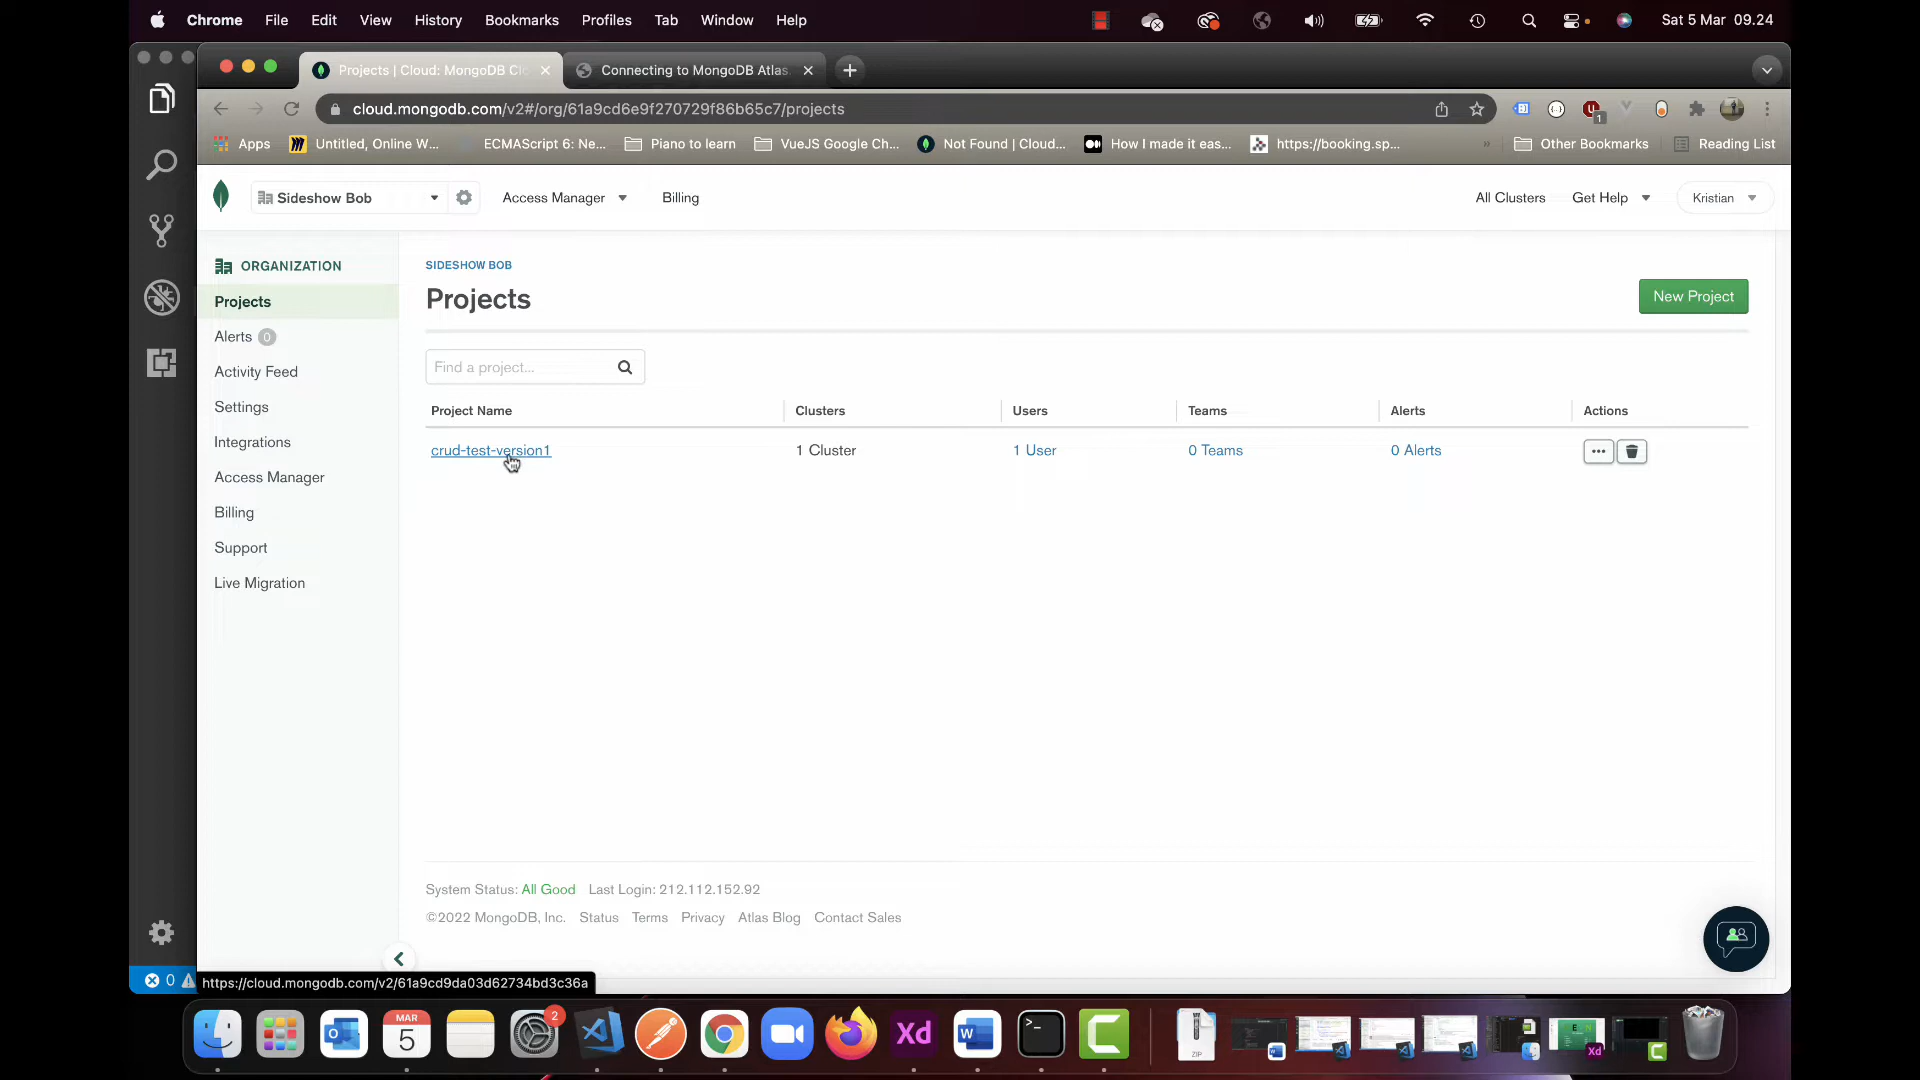 Chrome File Edit View History Bookmarks Profiles Tab Window Help Sat 5 Mar 09.24
Projects | Cloud: MongoDB Cl
Connecting to MongoDB Atlas
cloud.mongodb.com/v2#/org/61a9cd6e9f270729f86b65c7/projects
1
Apps Untitled, Online W... ECMAScript 6: Ne... Piano to learn VueJS Google Ch... Not Found | Cloud... How I made it eas... https://booking.sp... » Other Bookmarks Reading List
Sideshow Bob Access Manager Billing All Clusters Get Help Kristian
ORGANIZATION
Projects
Alerts 0
Activity Feed
Settings
Integrations
Access Manager
Billing
Support
Live Migration
SIDESHOW BOB
Projects
New Project
Find a project...
Project Name Clusters Users Teams Alerts Actions
crud-test-version1 1 Cluster 1 User 0 Teams 0 Alerts
System Status: All Good Last Login: 212.112.152.92
©2022 MongoDB, Inc. Status Terms Privacy Atlas Blog Contact Sales
0
https://cloud.mongodb.com/v2/61a9cd9da03d62734bd3c36a
MAR
5
2
Xd
ZIP
Xd